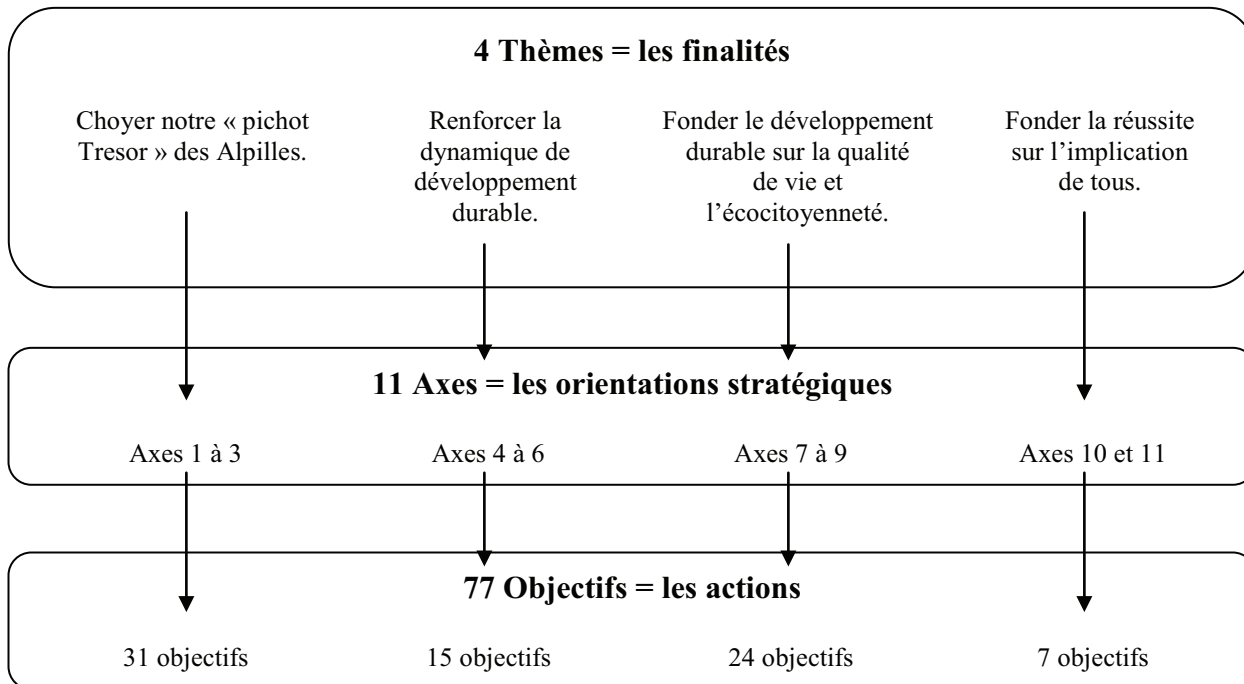 4 Thèmes = les finalités
Choyer notre « pichot
Tresor » des Alpilles.
Renforcer la
dynamique de
développement
durable.
Fonder le développement
durable sur la qualité
de vie et
l’écocitoyenneté.
Fonder la réussite
sur l’implication
de tous.
11 Axes = les orientations stratégiques
Axes 1 à 3
Axes 4 à 6
Axes 7 à 9
Axes 10 et 11
77 Objectifs = les actions
31 objectifs
15 objectifs
24 objectifs
7 objectifs